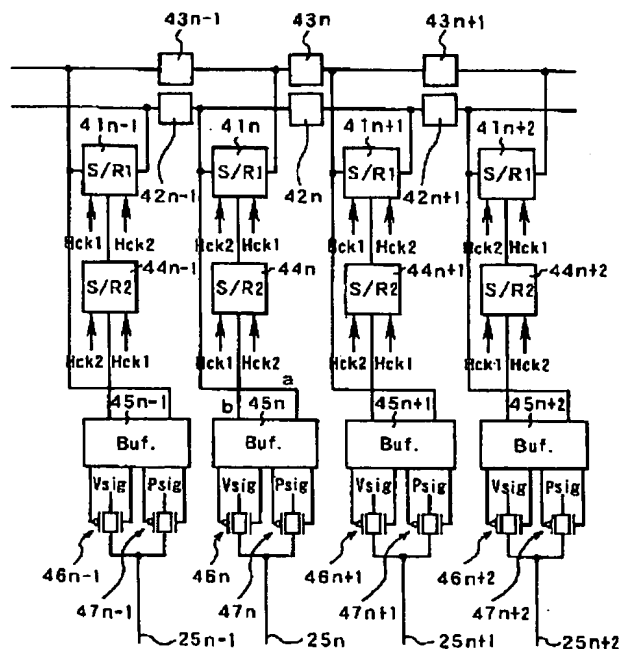 43n-1 43n 43n+1
41n-1 41n 41n+1 41n+2
S/R1 S/R1 S/R1 S/R1
42n-1 42n 42n+1
Hck1 Hck2 Hck2 Hck1 Hck1 Hck2 Hck2 Hck1
44n-1 44n 44n+1 44n+2
S/R2 S/R2 S/R2 S/R2
Hck2 Hck1 Hck1 Hck2 Hck2 Hck1 Hck1 Hck2
a
b
45n-1 45n 45n+1 45n+2
Buf. Buf. Buf. Buf.
Vsig Psig Vsig Psig Vsig Psig Vsig Psig
46n-1 46n 46n+1 46n+2
47n-1 47n 47n+1 47n+2
25n-1 25n 25n+1 25n+2